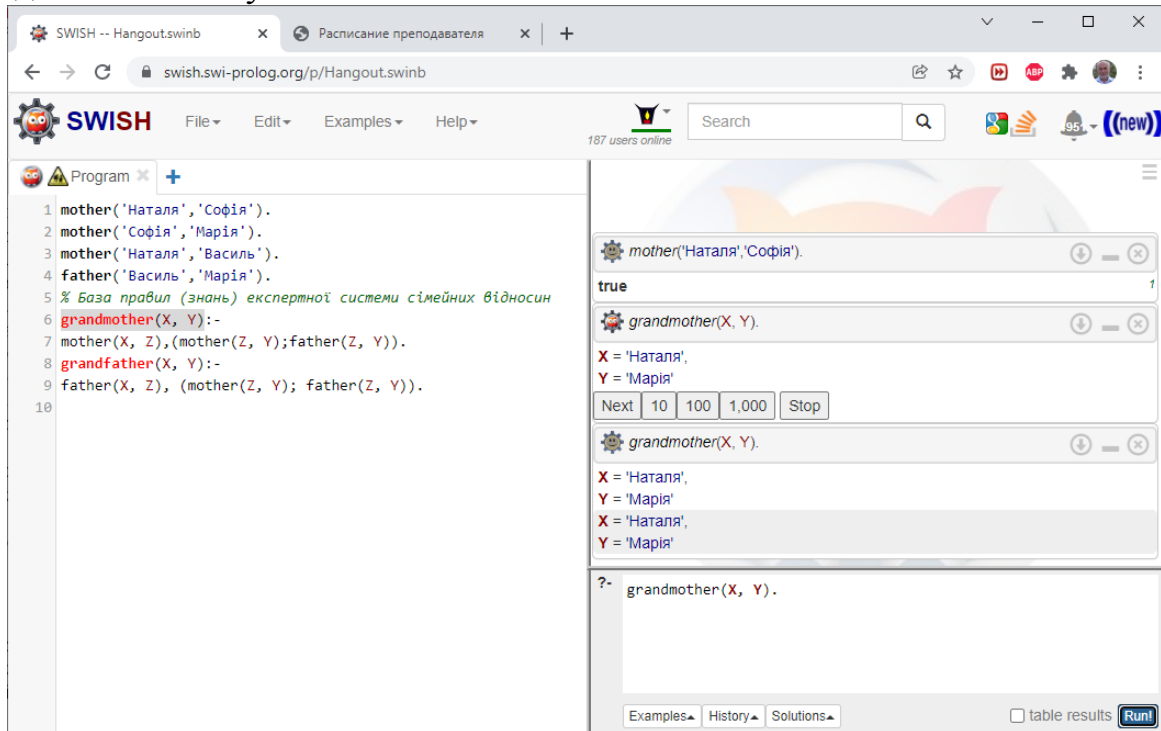 SWISH -- Hangout.swinb
Расписание преподавателя
swish.swi-prolog.org/p/Hangout.swinb
ABP
SWISH File Edit Examples Help
187 users online
Search
95
((new))
Program
1 mother('Наталя','Софія').
2 mother('Софія','Марія').
3 mother('Наталя','Василь').
4 father('Василь','Марія').
5 % База правил (знань) експертної системи сімейних відносин
6 grandmother(X, Y):-
7 mother(X, Z),(mother(Z, Y);father(Z, Y)).
8 grandfather(X, Y):-
9 father(X, Z), (mother(Z, Y); father(Z, Y)).
10
mother('Наталя','Софія').
true 1
grandmother(X, Y).
X = 'Наталя',
Y = 'Марія'
Next 10 100 1,000 Stop
grandmother(X, Y).
X = 'Наталя',
Y = 'Марія'
X = 'Наталя',
Y = 'Марія'
?- grandmother(X, Y).
Examples History Solutions table results Run!